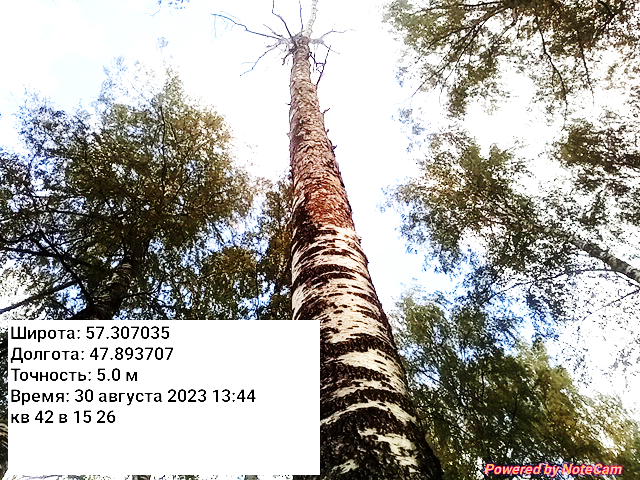 Широта: 57.307035
Долгота: 47.893707
Точность: 5.0 м
Время: 30 августа 2023 13:44
кв 42 в 15 26
Powered by NoteCam